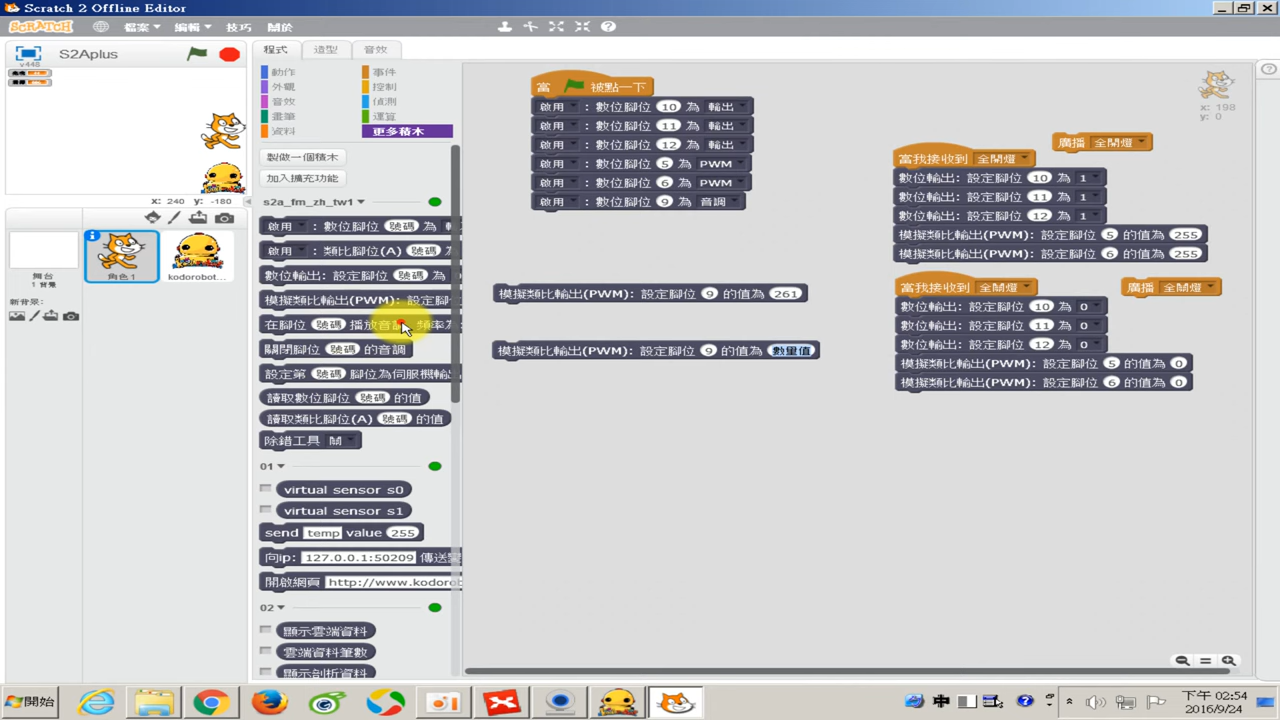 Scratch 2 Offline Editor
SCRATCH 檔案 編輯 技巧 關於
S2Aplus
v448
x: 240 y: -180
舞台
1 背景
角色1
kodorobot...
新背景:
程式 造型 音效
動作 事件
外觀 控制
音效 偵測
畫筆 運算
資料 更多積木
製做一個積木
加入擴充功能
s2a_fm_zh_tw1
啟用 : 數位腳位 號碼 為
啟用 : 類比腳位(A) 號碼 為
數位輸出: 設定腳位 號碼 為
模擬類比輸出(PWM): 設定腳
在腳位 號碼 播放音 頻率為
關閉腳位 號碼 的音調
設定第 號碼 腳位為伺服機輸
讀取數位腳位 號碼 的值
讀取類比腳位(A) 號碼 的值
除錯工具 關
01
virtual sensor s0
virtual sensor s1
send temp value 255
向ip: 127.0.0.1:50209 傳送
開啟網頁 http://www.kodorob
02
顯示雲端資料
雲端資料筆數
顯示剖析資料
當 被點一下
啟用 : 數位腳位 10 為 輸出
啟用 : 數位腳位 11 為 輸出
啟用 : 數位腳位 12 為 輸出
啟用 : 數位腳位 5 為 PWM
啟用 : 數位腳位 6 為 PWM
啟用 : 數位腳位 9 為 音調
模擬類比輸出(PWM): 設定腳位 9 的值為 261
模擬類比輸出(PWM): 設定腳位 9 的值為 數量值
廣播 全開燈
當我接收到 全開燈
數位輸出: 設定腳位 10 為 1
數位輸出: 設定腳位 11 為 1
數位輸出: 設定腳位 12 為 1
模擬類比輸出(PWM): 設定腳位 5 的值為 255
模擬類比輸出(PWM): 設定腳位 6 的值為 255
當我接收到 全關燈
廣播 全關燈
數位輸出: 設定腳位 10 為 0
數位輸出: 設定腳位 11 為 0
數位輸出: 設定腳位 12 為 0
模擬類比輸出(PWM): 設定腳位 5 的值為 0
模擬類比輸出(PWM): 設定腳位 6 的值為 0
x: 198
y: 0
開始
下午 02:54
2016/9/24